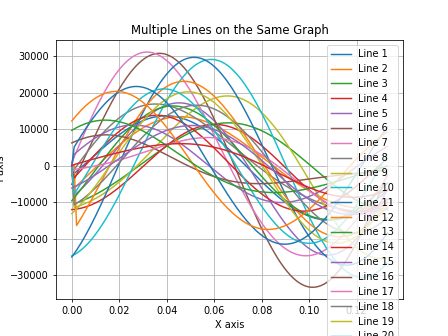 Multiple Lines on the Same Graph
30000
20000
10000
0
−10000
−20000
−30000
0.00
0.02
0.04
0.06
0.08
0.10
X axis
Line 1
Line 2
Line 3
Line 4
Line 5
Line 6
Line 7
Line 8
Line 9
Line 10
Line 11
Line 12
Line 13
Line 14
Line 15
Line 16
Line 17
Line 18
Line 19
Line 20